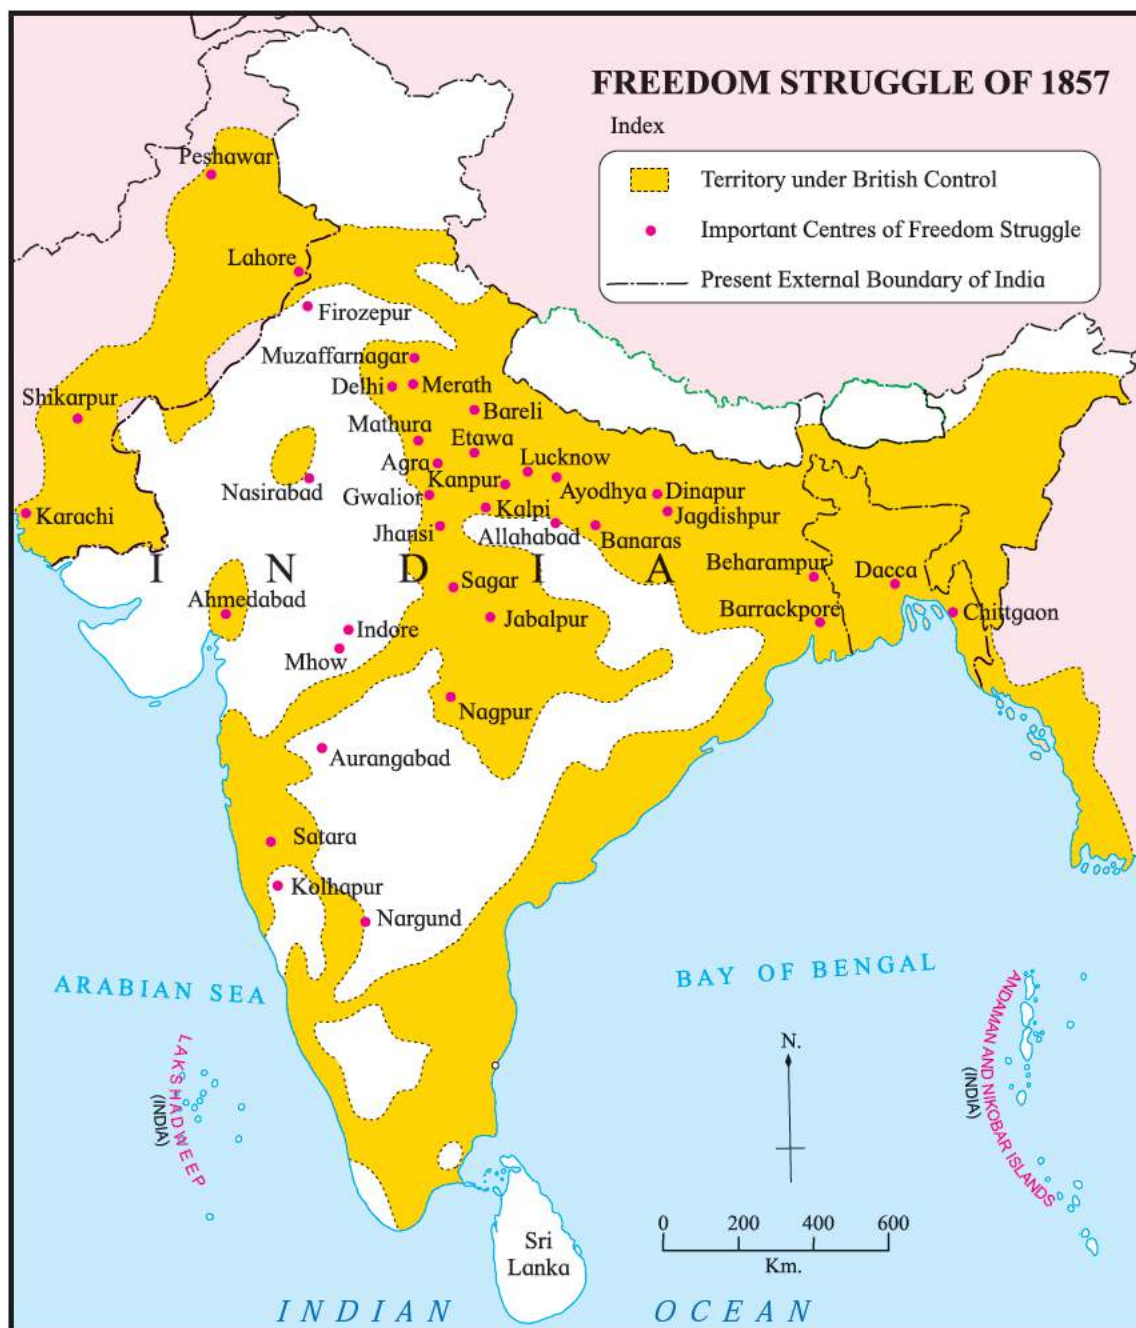 FREEDOM STRUGGLE OF 1857
Index
Territory under British Control
Important Centres of Freedom Struggle
Present External Boundary of India
Peshawar
Lahore
Firozepur
Muzaffarnagar
Delhi
Merath
Shikarpur
Bareli
Mathura
Etawa
Agra
Lucknow
Nasirabad
Kanpur
Ayodhya
Dinapur
Gwalior
Karachi
Kalpi
Jagdishpur
Jhansi
Allahabad
Banaras
I N D I A
Beharampur
Dacca
Sagar
Ahmedabad
Jabalpur
Barrackpore
Chittgaon
Indore
Mhow
Nagpur
Aurangabad
Satara
Kolhapur
Nargund
ARABIAN SEA
BAY OF BENGAL
LAKSHADWEEP
(INDIA)
ANDAMAN AND NIKOBAR ISLANDS
(INDIA)
N.
0 200 400 600
Km.
Sri
Lanka
INDIAN OCEAN